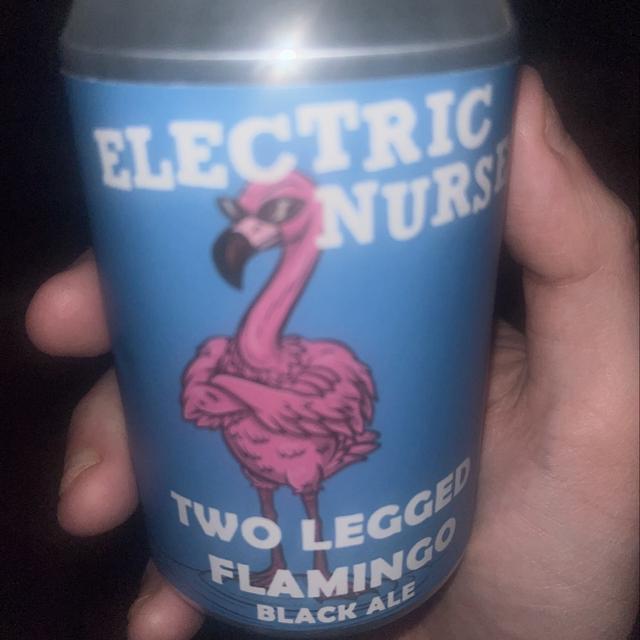 ELECTRIC
NURSE
TWO LEGGED
FLAMINGO
BLACK ALE